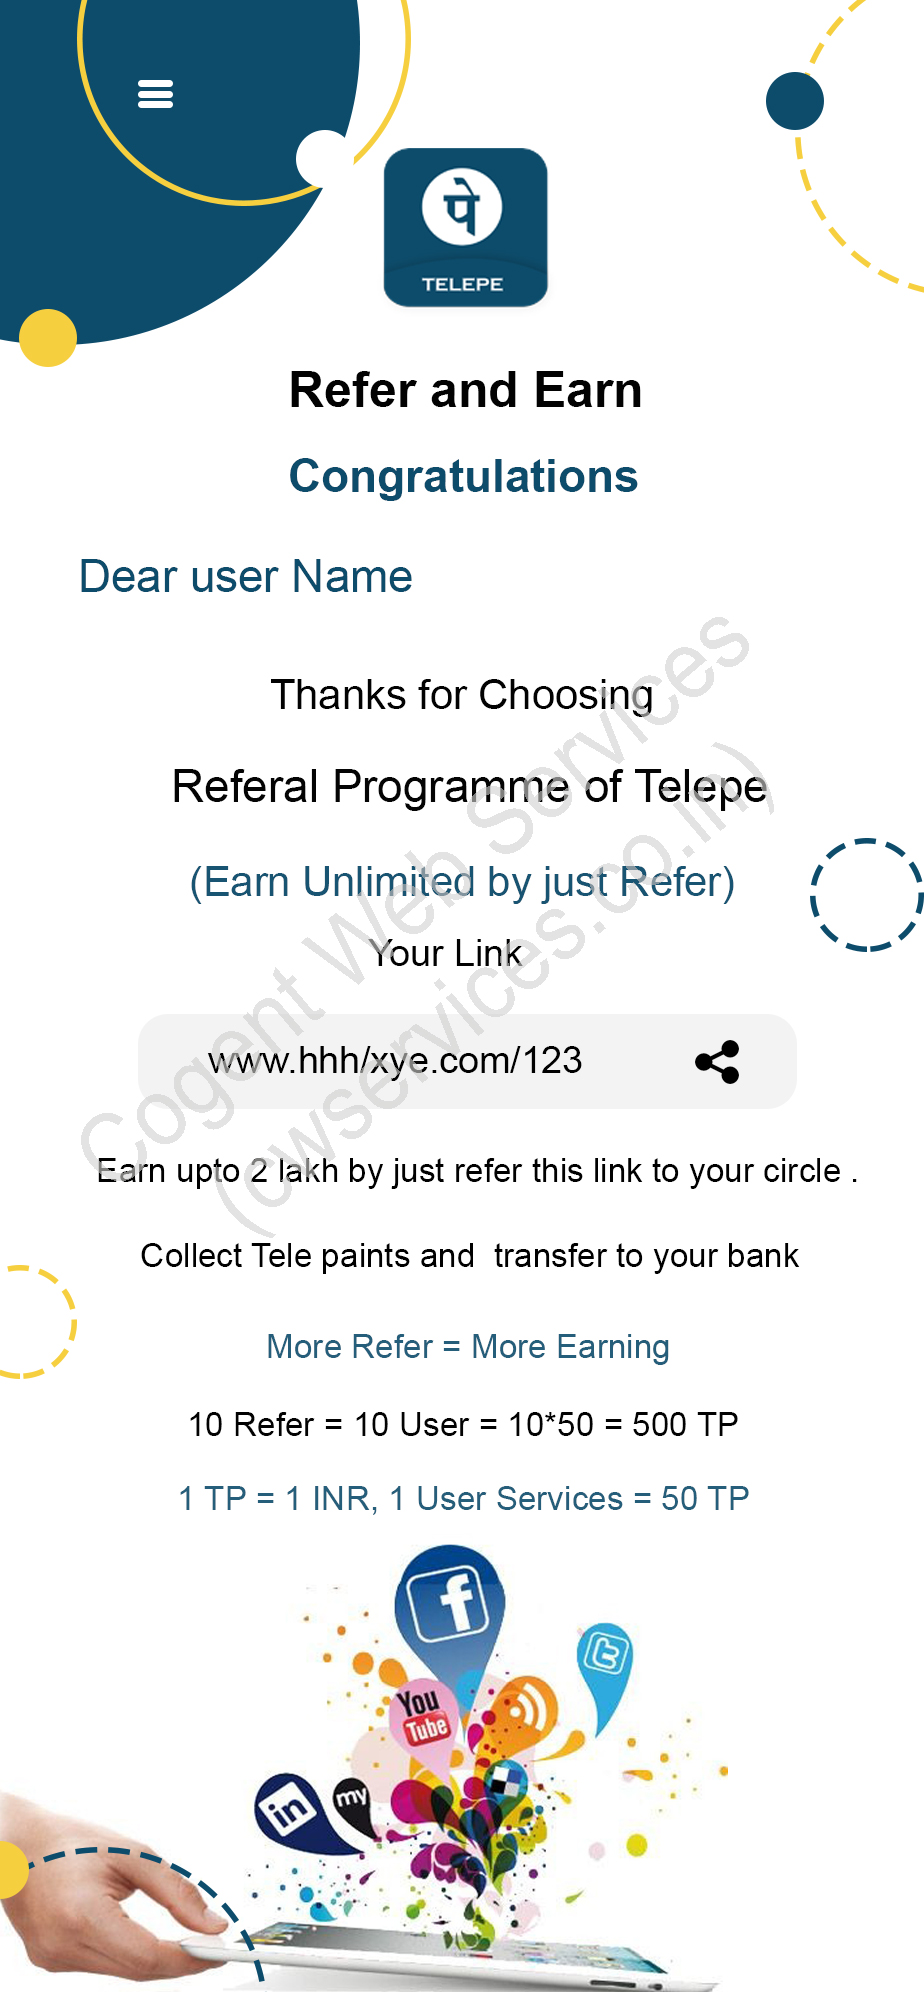 पे
TELEPE
Refer and Earn
Congratulations
Dear user Name
Thanks for Choosing
Referal Programme of Telepe
(Earn Unlimited by just Refer)
Your Link
www.hhh/xye.com/123
Earn upto 2 lakh by just refer this link to your circle .
Collect Tele paints and transfer to your bank
More Refer = More Earning
10 Refer = 10 User = 10*50 = 500 TP
1 TP = 1 INR, 1 User Services = 50 TP
Cogent Web Services
(cwservices.co.in)
f
t
You
Tube
in
my